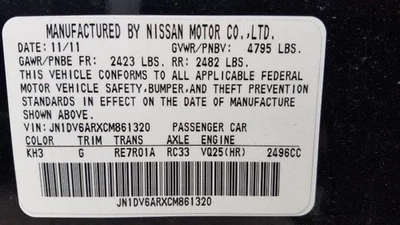 MANUFACTURED BY NISSAN MOTOR CO.,LTD.
DATE: 11/11 GVWR/PNBV: 4795 LBS.
GAWR/PNBE FR: 2423 LBS. RR: 2482 LBS.
THIS VEHICLE CONFORMS TO ALL APPLICABLE FEDERAL
MOTOR VEHICLE SAFETY,BUMPER,AND THEFT PREVENTION
STANDARDS IN EFFECT ON THE DATE OF MANUFACTURE
SHOWN ABOVE.
VIN: JN1DV6ARXCM861320 PASSENGER CAR
COLOR TRIM TRANS AXLE ENGINE
KH3 G RE7R01A RC33 VQ25(HR) 2496CC
JN1DV6ARXCM861320